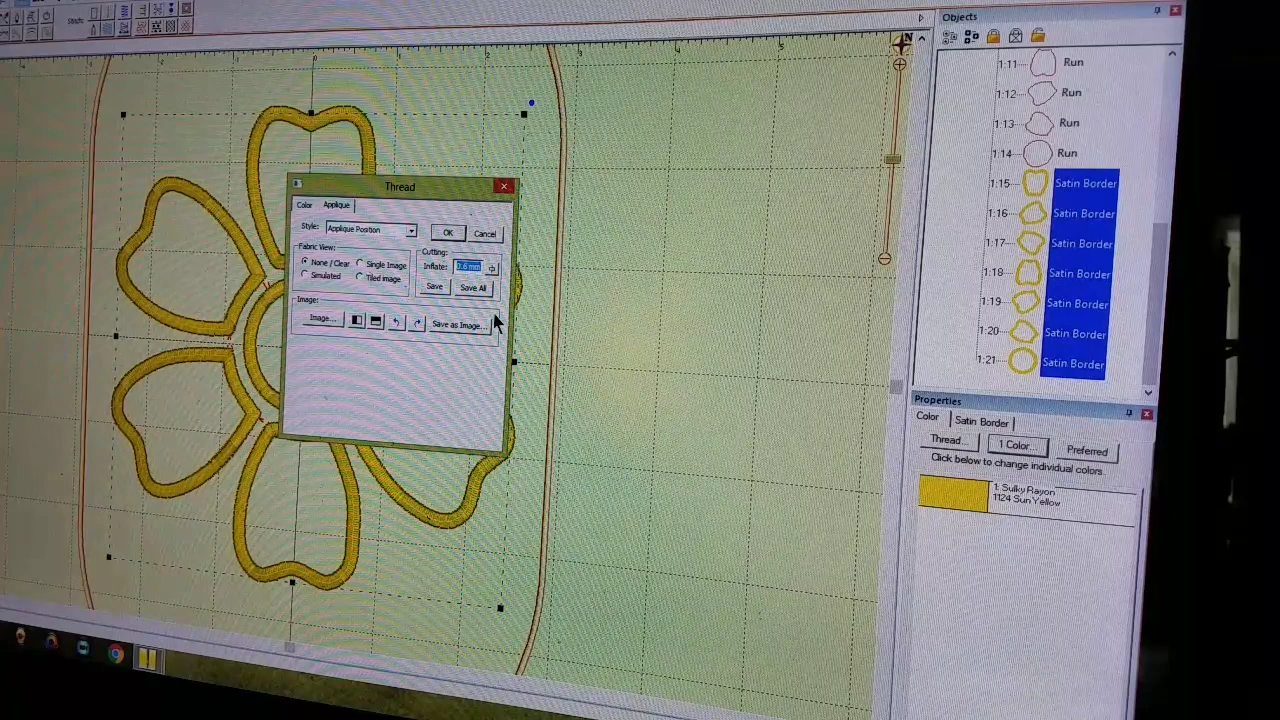 Stitch:
Objects
N
1:11 Run
1:12 Run
1:13 Run
1:14 Run
1:15 Satin Border
1:16 Satin Border
1:17 Satin Border
1:18 Satin Border
1:19 Satin Border
1:20 Satin Border
1:21 Satin Border
Thread
Color Applique
Style: Applique Position OK Cancel
Fabric View: Cutting:
None / Clear Single Image Inflate: 0.6 mm
Simulated Tiled image Save Save All
Image:
Image... Save as Image...
Properties
Color Satin Border
Thread... 1 Color... Preferred
Click below to change individual colors
1: Sulky Rayon
1124 Sun Yellow